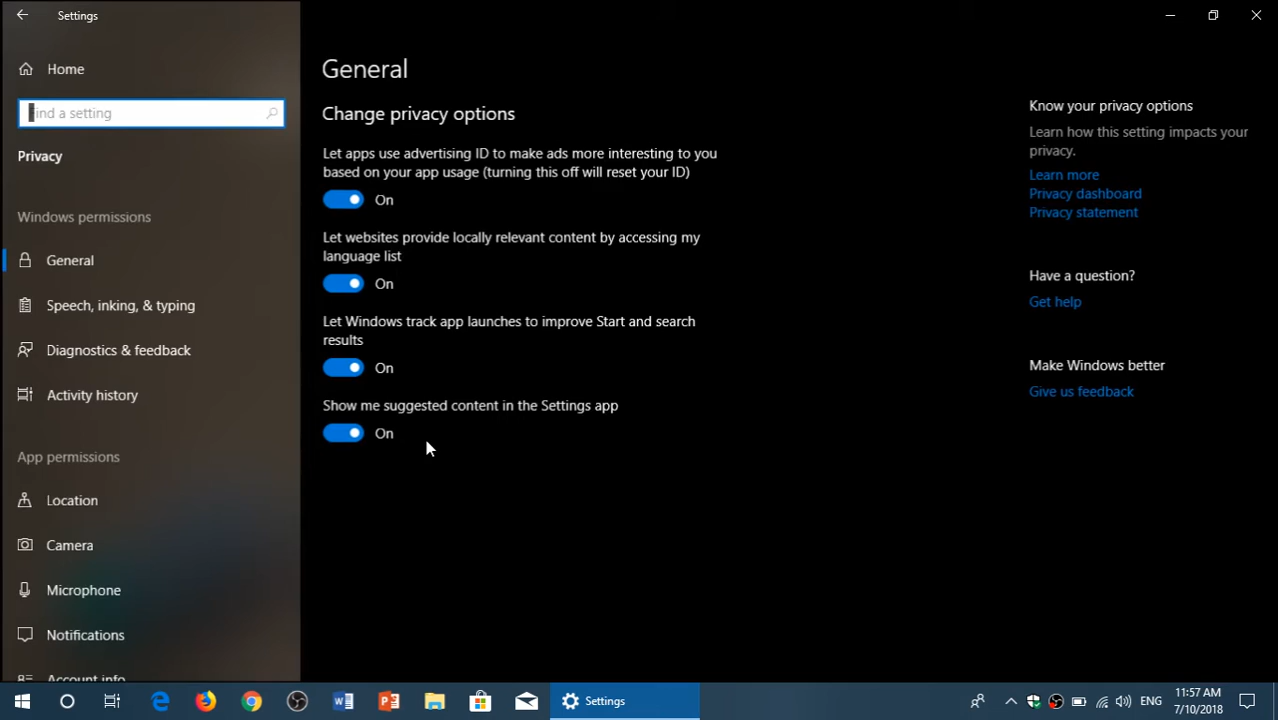 Settings
Home
Find a setting
Privacy
Windows permissions
General
Speech, inking, & typing
Diagnostics & feedback
Activity history
App permissions
Location
Camera
Microphone
Notifications
Account info
General
Change privacy options
Let apps use advertising ID to make ads more interesting to you
based on your app usage (turning this off will reset your ID)
On
Let websites provide locally relevant content by accessing my
language list
On
Let Windows track app launches to improve Start and search
results
On
Show me suggested content in the Settings app
On
Know your privacy options
Learn how this setting impacts your
privacy.
Learn more
Privacy dashboard
Privacy statement
Have a question?
Get help
Make Windows better
Give us feedback
Settings
ENG
11:57 AM
7/10/2018